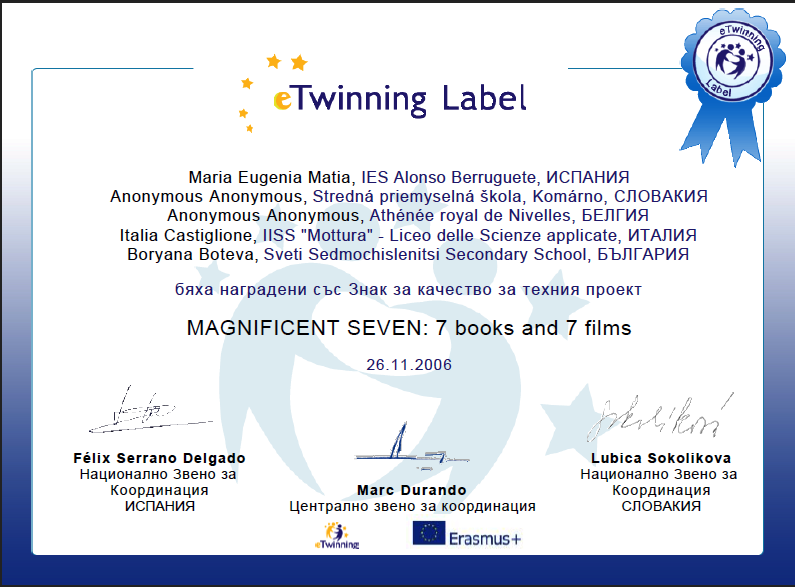 eTwinning
Label
eTwinning Label
Maria Eugenia Matia, IES Alonso Berruguete, ИСПАНИЯ
Anonymous Anonymous, Stredná priemyselná škola, Komárno, СЛОВАКИЯ
Anonymous Anonymous, Athénée royal de Nivelles, БЕЛГИЯ
Italia Castiglione, IISS "Mottura" - Liceo delle Scienze applicate, ИТАЛИЯ
Boryana Boteva, Sveti Sedmochislenitsi Secondary School, БЪЛГАРИЯ
бяха наградени със Знак за качество за техния проект
MAGNIFICENT SEVEN: 7 books and 7 films
26.11.2006
Félix Serrano Delgado
Национално Звено за
Координация
ИСПАНИЯ
Marc Durando
Централно звено за координация
Lubica Sokolikova
Национално Звено за
Координация
СЛОВАКИЯ
eTwinning
Erasmus+